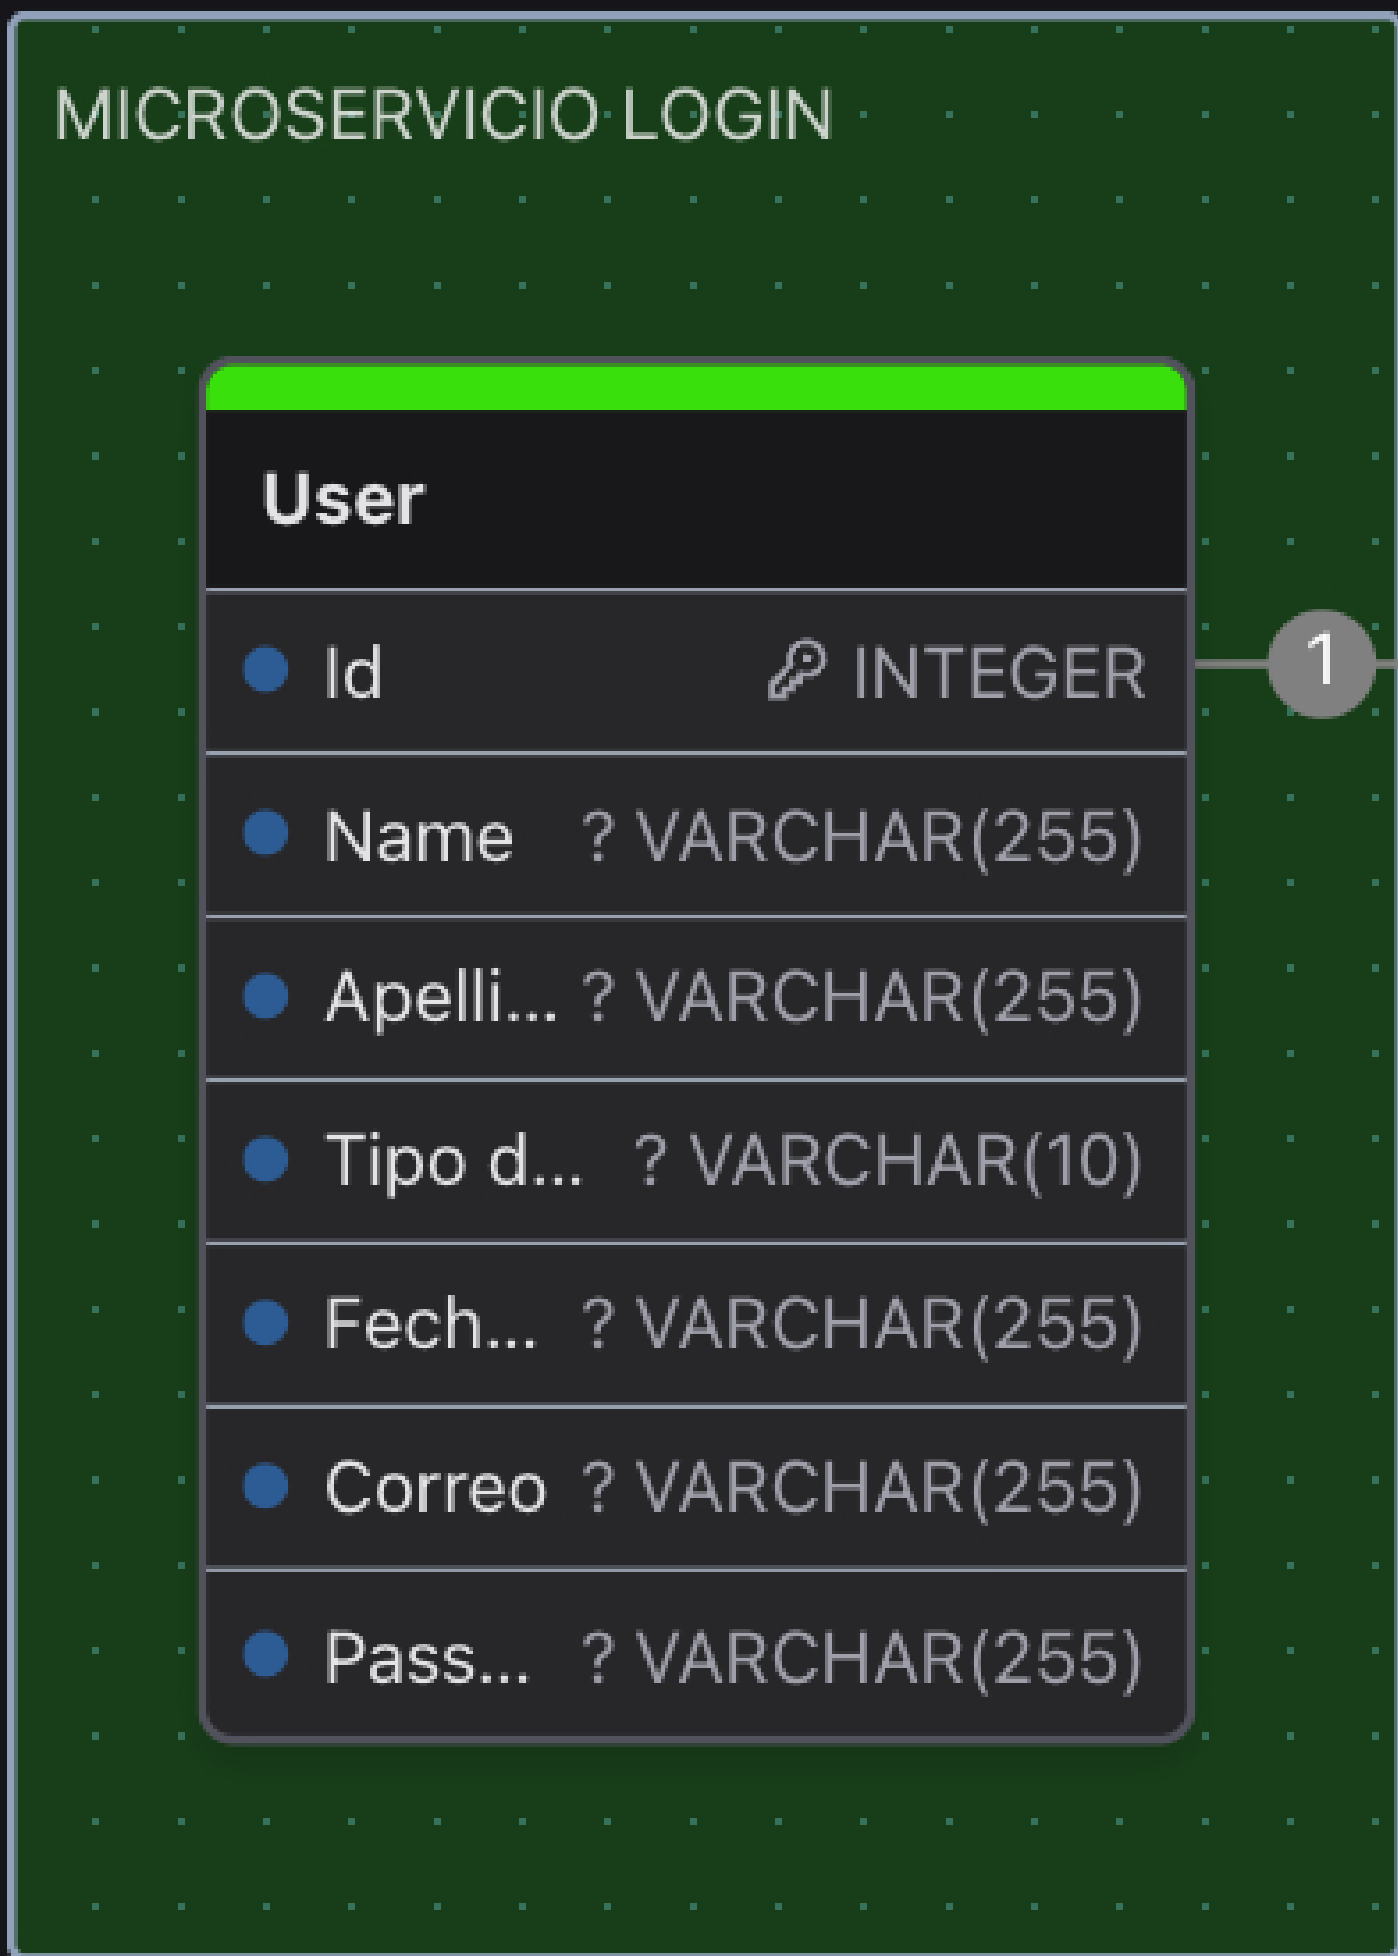 MICROSERVICIO LOGIN
User
Id INTEGER
1
Name ? VARCHAR(255)
Apelli... ? VARCHAR(255)
Tipo d... ? VARCHAR(10)
Fech... ? VARCHAR(255)
Correo ? VARCHAR(255)
Pass... ? VARCHAR(255)